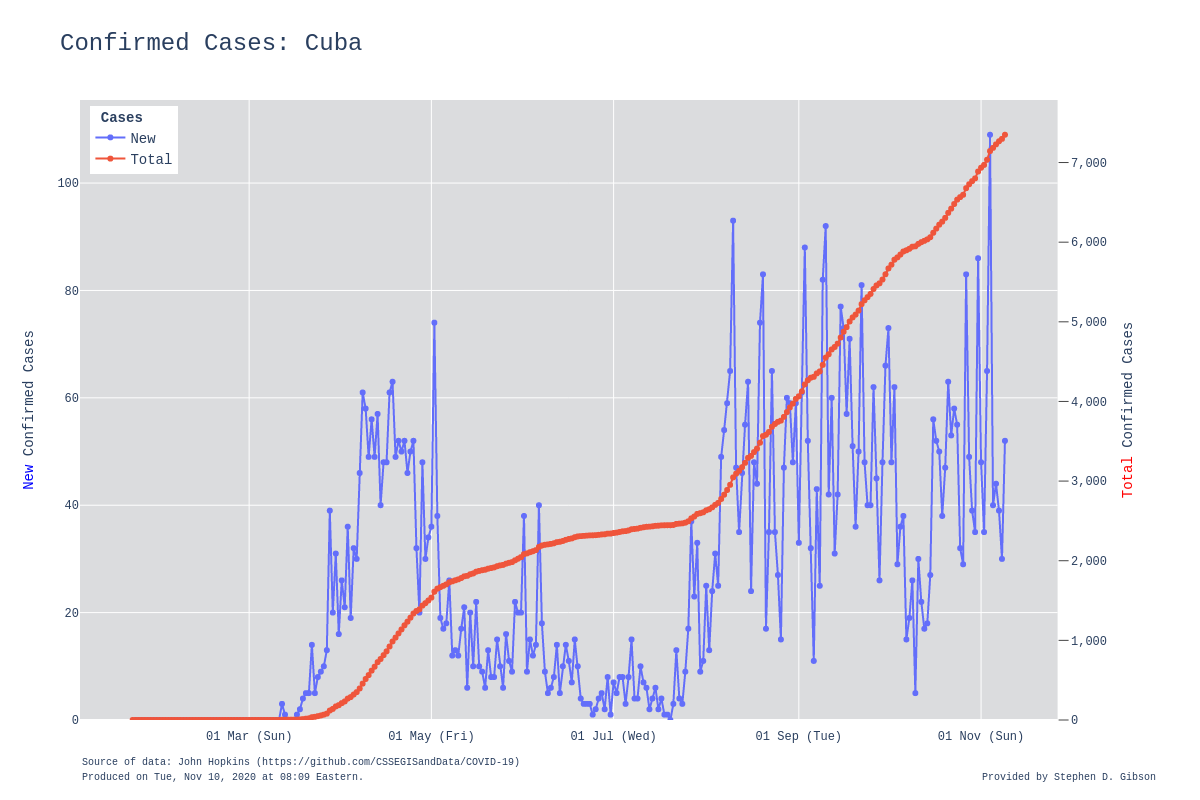 Confirmed Cases: Cuba
Cases
New
Total
100
80
60
40
20
0
7,000
6,000
5,000
4,000
3,000
2,000
1,000
0
New Confirmed Cases
Total Confirmed Cases
01 Mar (Sun)
01 May (Fri)
01 Jul (Wed)
01 Sep (Tue)
01 Nov (Sun)
Source of data: John Hopkins (https://github.com/CSSEGISandData/COVID-19)
Produced on Tue, Nov 10, 2020 at 08:09 Eastern.
Provided by Stephen D. Gibson